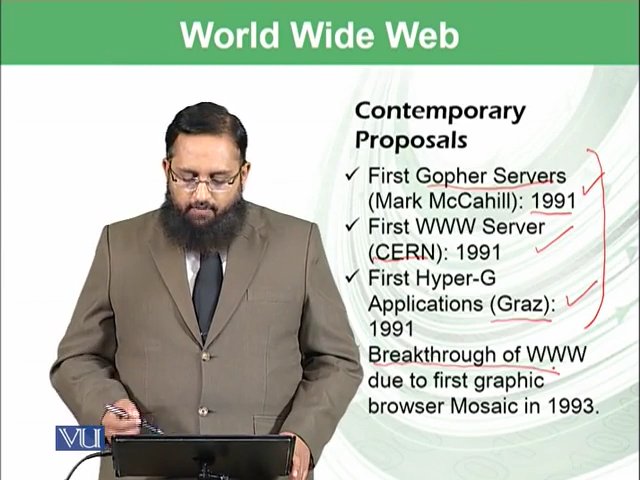 World Wide Web
Contemporary
Proposals
✓ First Gopher Servers
(Mark McCahill): 1991
✓ First WWW Server
(CERN): 1991
✓ First Hyper-G
Applications (Graz):
1991
Breakthrough of WWW
due to first graphic
browser Mosaic in 1993.
VU